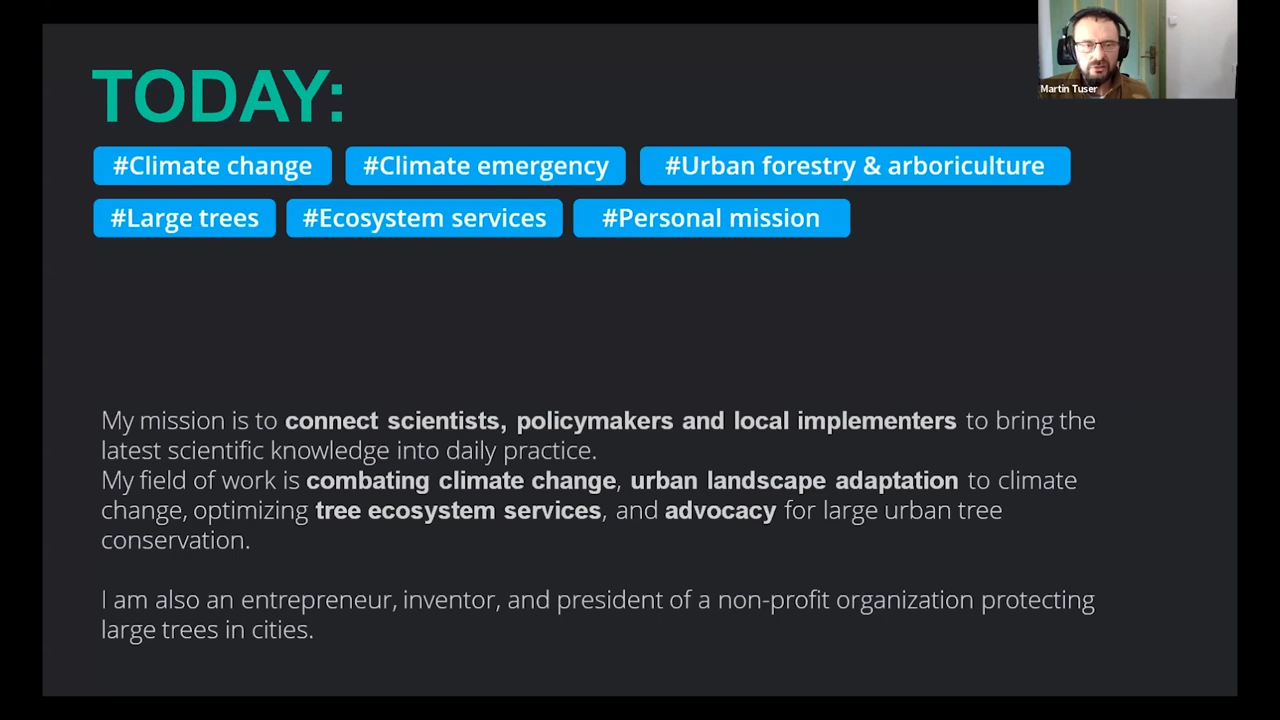 TODAY:
Martin Tuser
#Climate change #Climate emergency #Urban forestry & arboriculture
#Large trees #Ecosystem services #Personal mission
My mission is to connect scientists, policymakers and local implementers to bring the
latest scientific knowledge into daily practice.
My field of work is combating climate change, urban landscape adaptation to climate
change, optimizing tree ecosystem services, and advocacy for large urban tree
conservation.
I am also an entrepreneur, inventor, and president of a non-profit organization protecting
large trees in cities.